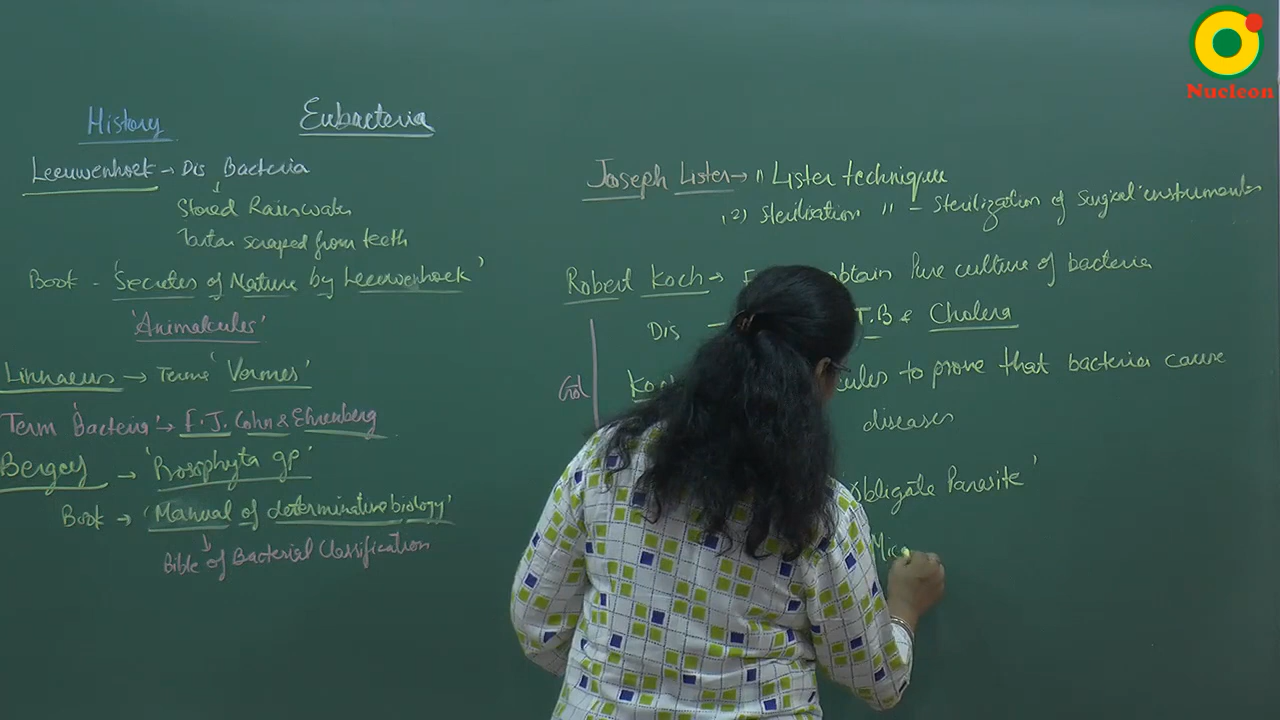 Nucleon
History
Eubacteria
Leeuwenhoek → Dis Bacteria
↓
Stored Rainwater
Tartar scraped from teeth
Book - 'Secretes of Nature by Leeuwenhoek'
'Animalcules'
Linnaeus → Term 'Vermes'
Term 'Bacteria' → F. J. Cohn & Ehrenberg
Bergey → 'Protophyta gp'
Book → 'Manual of determinative biology'
↓
Bible of Bacterial Classification
Joseph Lister → 1) Lister technique
(2) Sterilisation " - Sterilization of surgical instruments
Robert Koch → obtain Pure culture of bacteria
Dis — T.B & Cholera
to prove that bacteria cause
diseases
'Obligate Parasite'
Mic